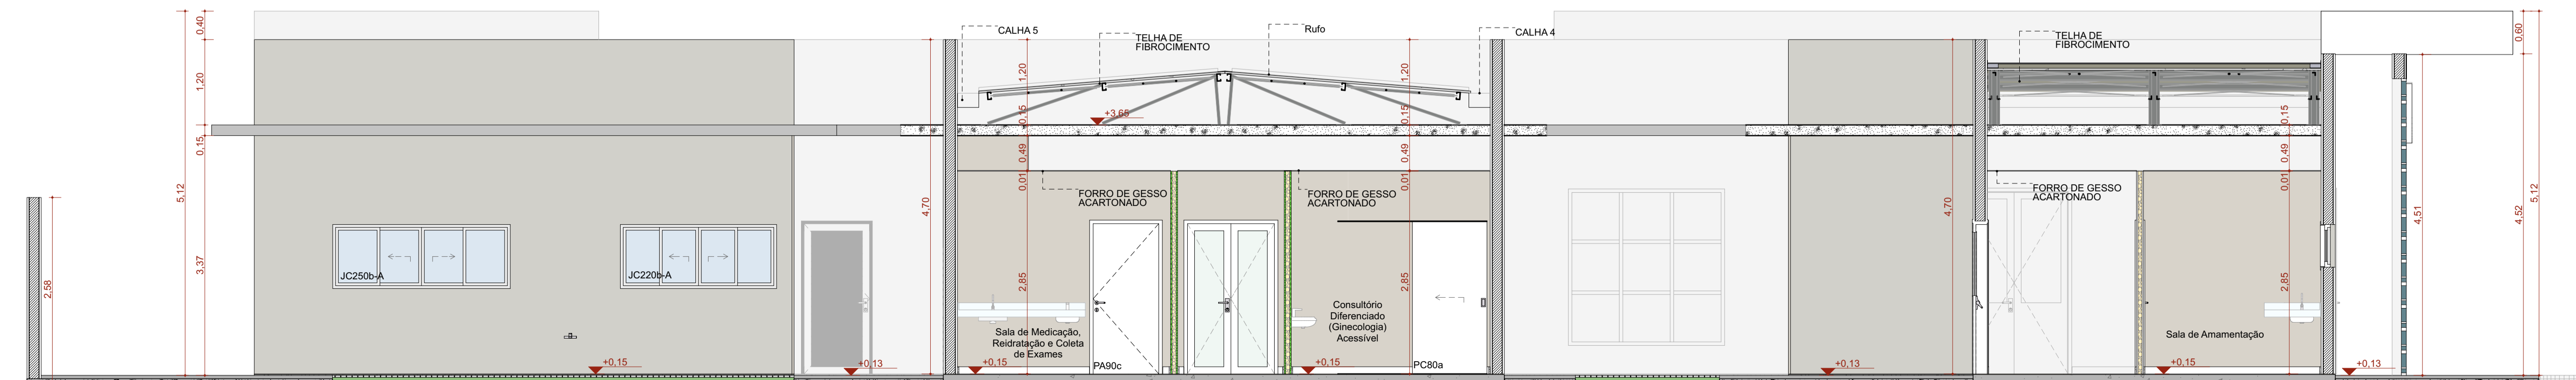 0,40
1,20
0,15
3,37
5,12
2,58
JC250b-A
JC220b-A
+0,15
+0,13
4,70
CALHA 5
1,20
TELHA DE
FIBROCIMENTO
Rufo
CALHA 4
1,20
0,15
+3,65
0,15
0,49
0,49
0,01
0,01
FORRO DE GESSO
ACARTONADO
FORRO DE GESSO
ACARTONADO
2,85
2,85
Sala de Medicação,
Reidratação e Coleta
de Exames
+0,15
PA90c
Consultório
Diferenciado
(Ginecologia)
Acessível
+0,15
PC80a
+0,13
4,70
TELHA DE
FIBROCIMENTO
0,15
0,49
0,01
FORRO DE GESSO
ACARTONADO
2,85
Sala de Amamentação
+0,15
+0,13
4,51
0,60
4,52
5,12